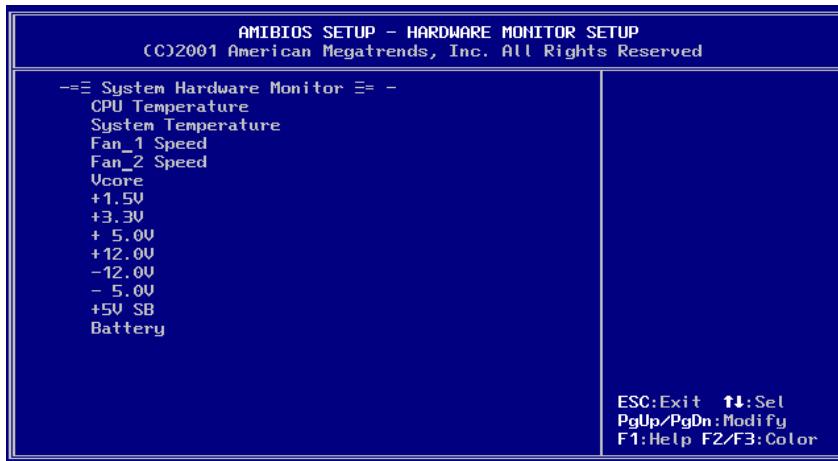 AMIBIOS SETUP - HARDWARE MONITOR SETUP
(C)2001 American Megatrends, Inc. All Rights Reserved
-=Ξ System Hardware Monitor Ξ= -
CPU Temperature
System Temperature
Fan_1 Speed
Fan_2 Speed
Vcore
+1.5V
+3.3V
+ 5.0V
+12.0V
-12.0V
- 5.0V
+5V SB
Battery
ESC:Exit ↑↓:Sel
PgUp/PgDn:Modify
F1:Help F2/F3:Color